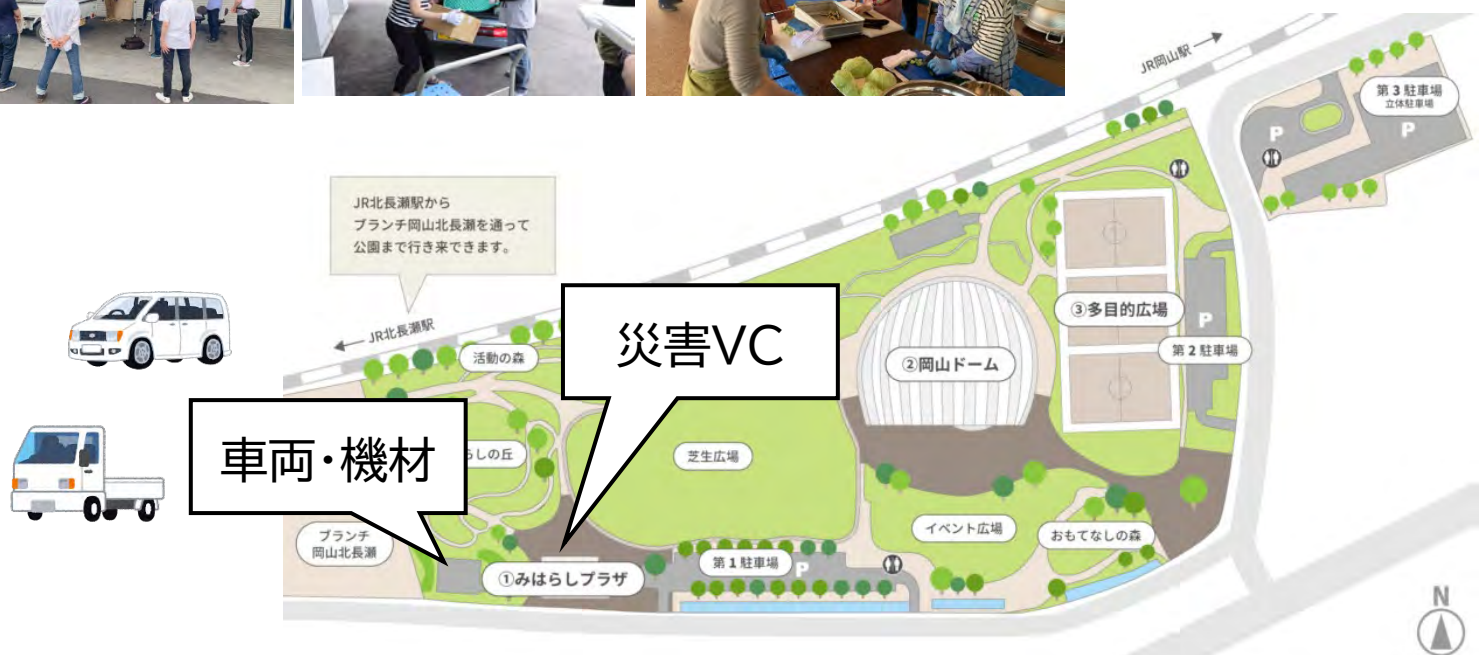 JR岡山駅
第3駐車場
立体駐車場
P
P
JR北長瀬駅から
ブランチ岡山北長瀬を通って
公園まで行き来できます。
JR北長瀬駅
活動の森
災害VC
②岡山ドーム
③多目的広場
P
第2駐車場
車両・機材
らしの丘
芝生広場
ブランチ
岡山北長瀬
①みはらしプラザ
第1駐車場
P
イベント広場
おもてなしの森
N